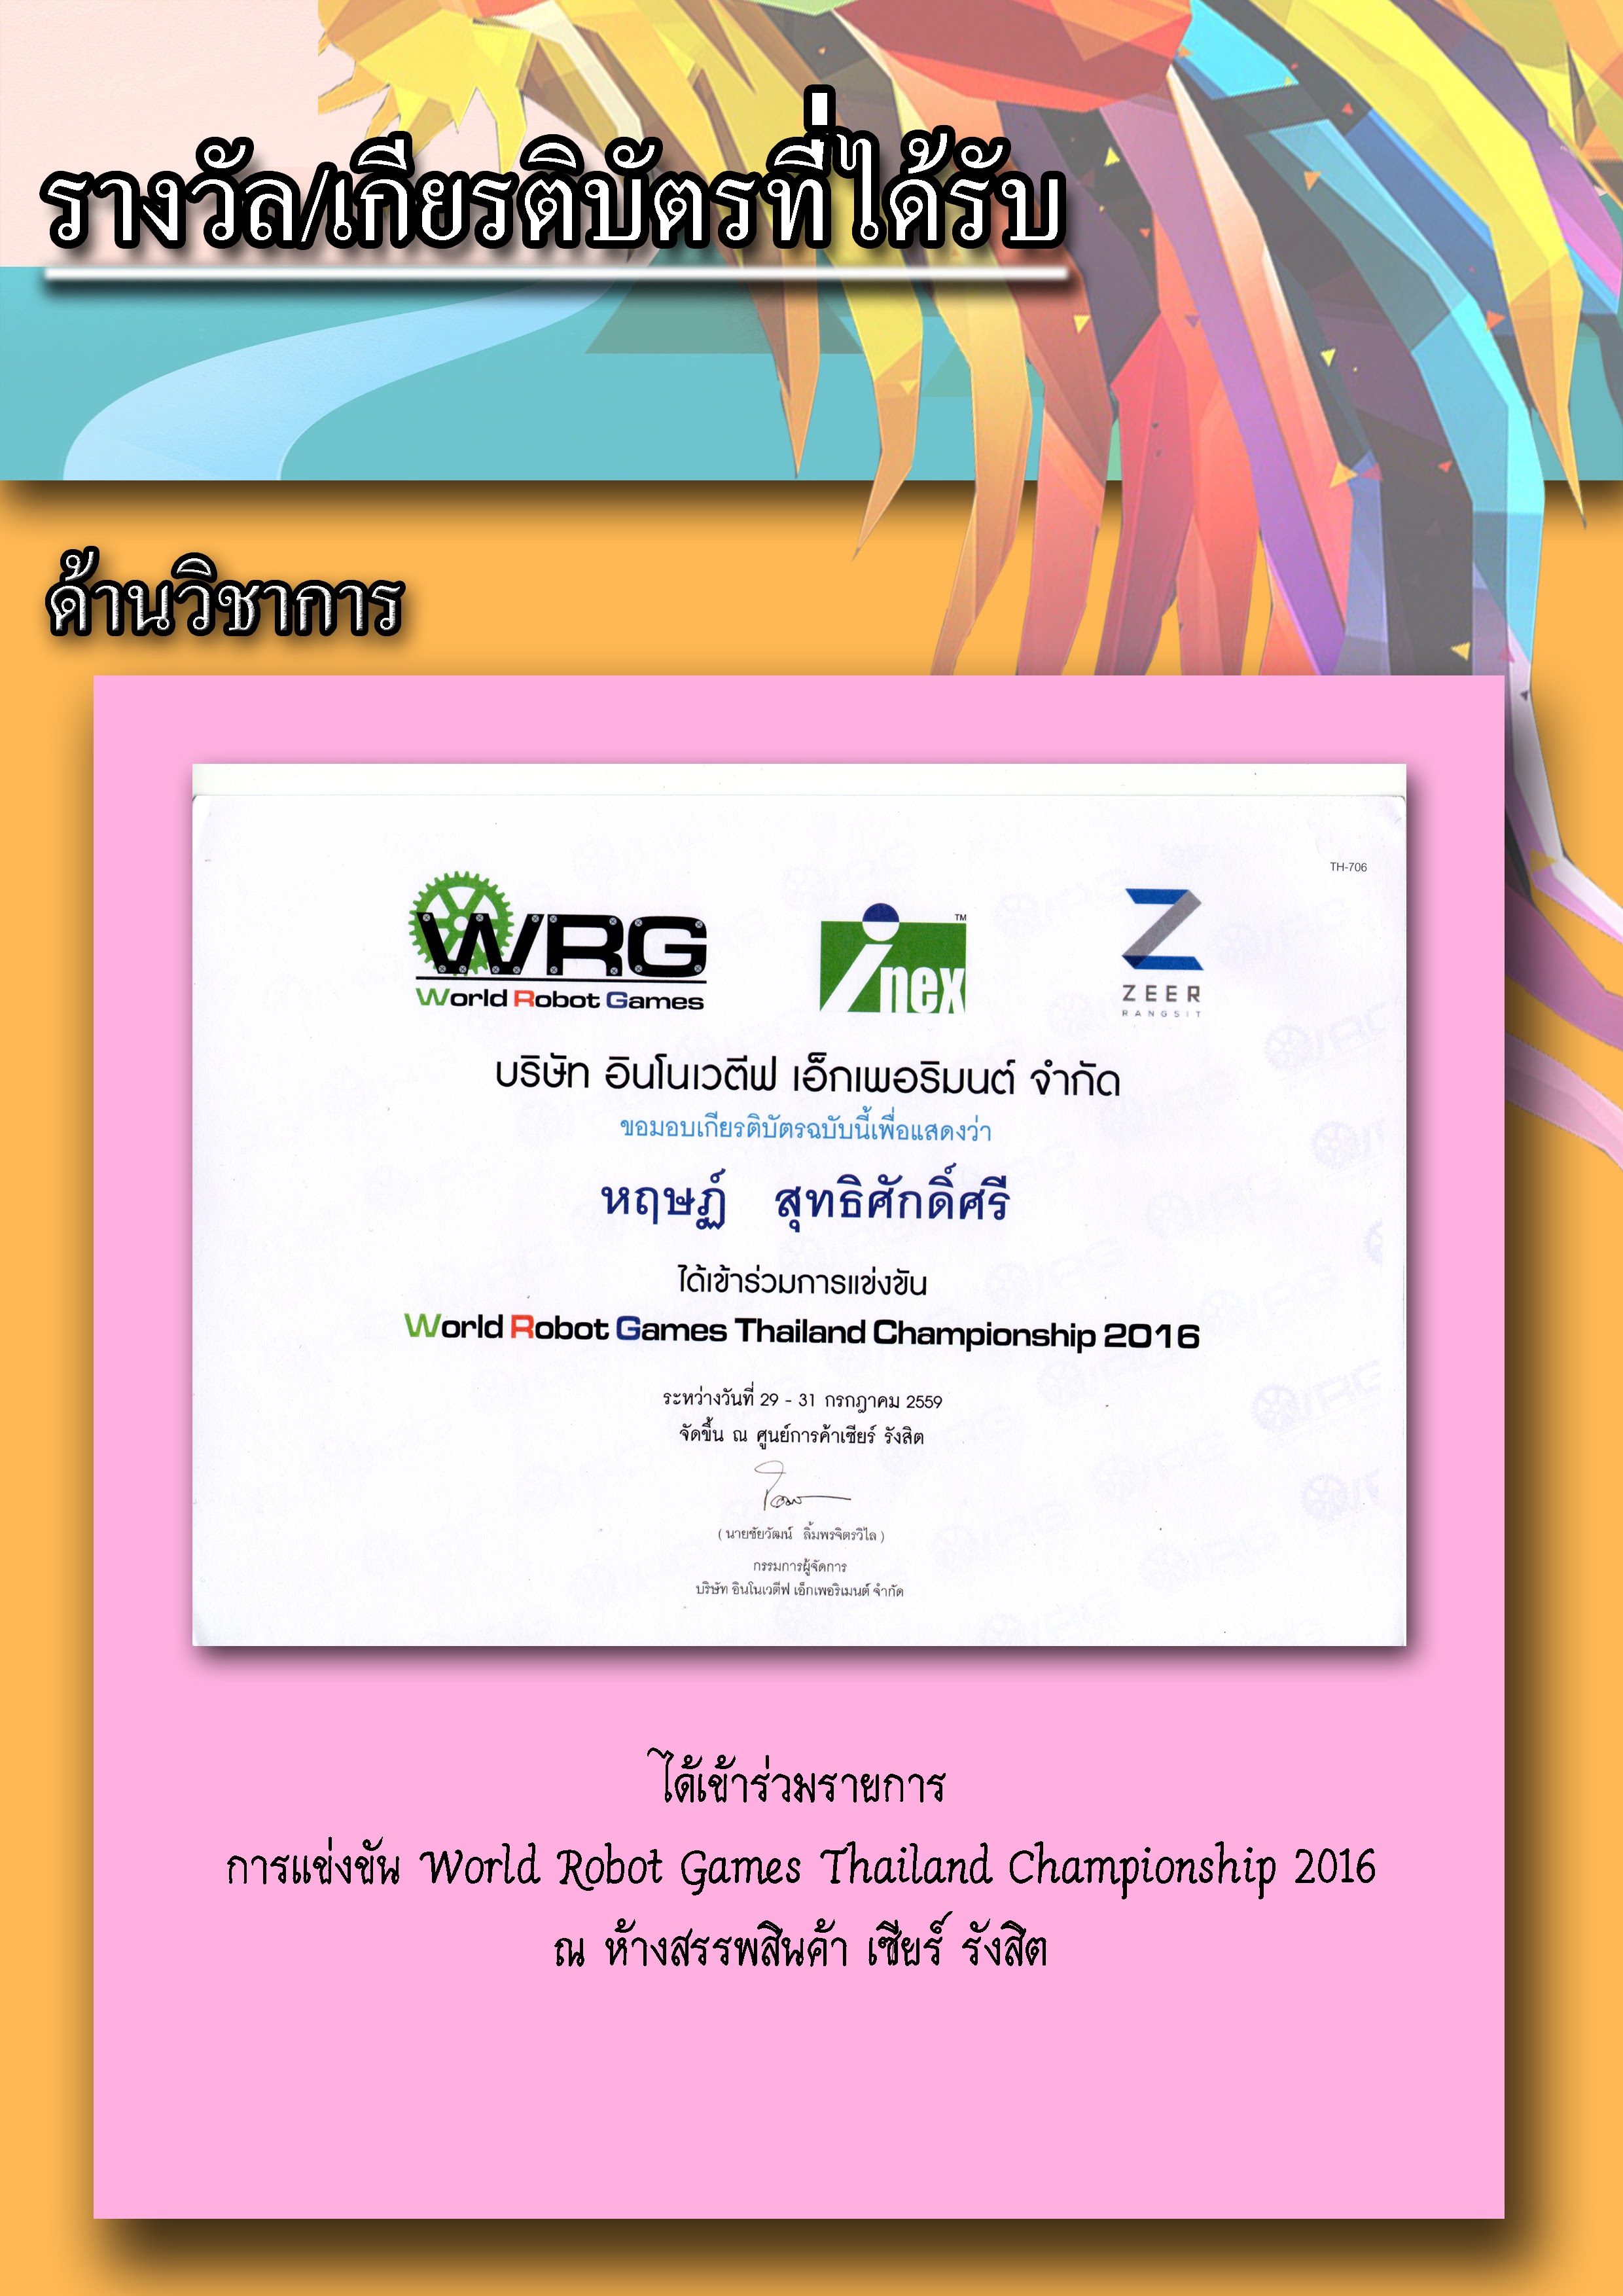 รางวัล/เกียรติบัตรที่ได้รับ
ด้านวิชาการ
TH-706
WRG
World Robot Games
inex
TM
ZEER
RANGSIT
บริษัท อินโนเวตีฟ เอ็กเพอริมนต์ จำกัด
ขอมอบเกียรติบัตรฉบับนี้เพื่อแสดงว่า
หฤษฎ์ สุทธิศักดิ์ศรี
ได้เข้าร่วมการแข่งขัน
World Robot Games Thailand Championship 2016
ระหว่างวันที่ 29 - 31 กรกฎาคม 2559
จัดขึ้น ณ ศูนย์การค้าเซียร์ รังสิต
( นายชัยวัฒน์ ลิ้มพรจิตรวิไล )
กรรมการผู้จัดการ
บริษัท อินโนเวตีฟ เอ็กเพอริเมนต์ จำกัด
ได้เข้าร่วมรายการ
การแข่งขัน World Robot Games Thailand Championship 2016
ณ ห้างสรรพสินค้า เซียร์ รังสิต